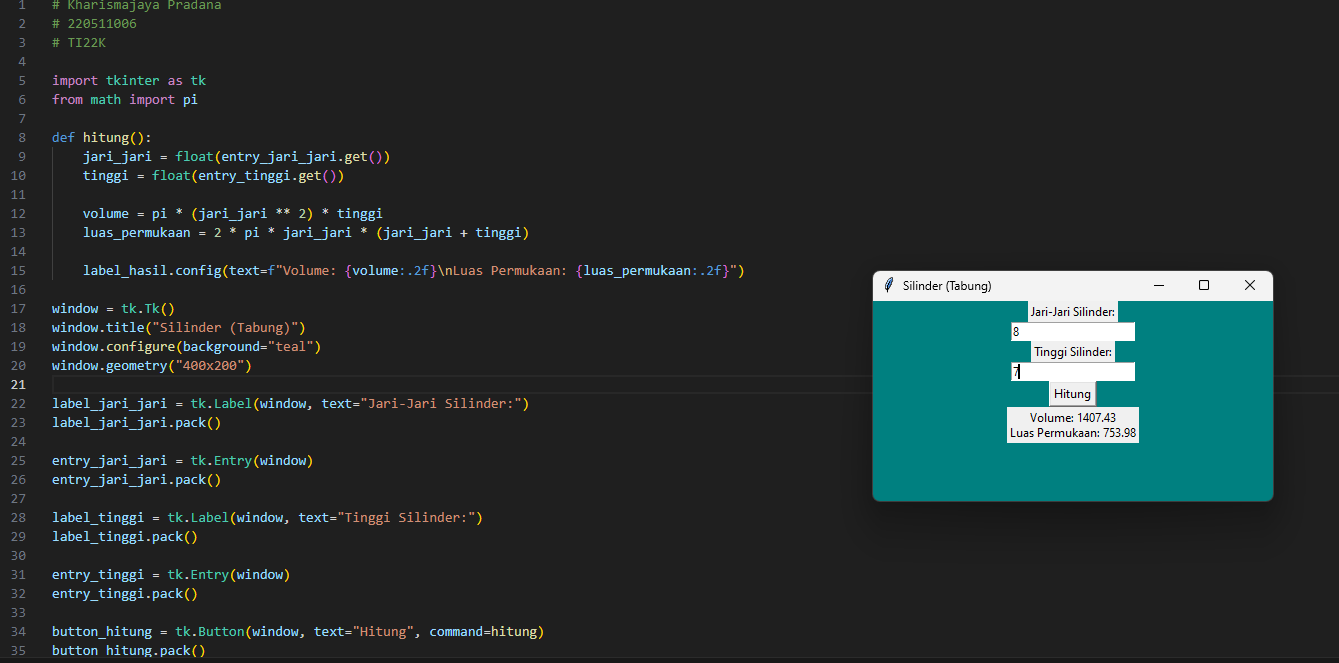 1 # Kharismajaya Pradana
2 # 220511006
3 # TI22K
4
5 import tkinter as tk
6 from math import pi
7
8 def hitung():
9     jari_jari = float(entry_jari_jari.get())
10     tinggi = float(entry_tinggi.get())
11
12     volume = pi * (jari_jari ** 2) * tinggi
13     luas_permukaan = 2 * pi * jari_jari * (jari_jari + tinggi)
14
15     label_hasil.config(text=f"Volume: {volume:.2f}\nLuas Permukaan: {luas_permukaan:.2f}")
16
17 window = tk.Tk()
18 window.title("Silinder (Tabung)")
19 window.configure(background="teal")
20 window.geometry("400x200")
21
22 label_jari_jari = tk.Label(window, text="Jari-Jari Silinder:")
23 label_jari_jari.pack()
24
25 entry_jari_jari = tk.Entry(window)
26 entry_jari_jari.pack()
27
28 label_tinggi = tk.Label(window, text="Tinggi Silinder:")
29 label_tinggi.pack()
30
31 entry_tinggi = tk.Entry(window)
32 entry_tinggi.pack()
33
34 button_hitung = tk.Button(window, text="Hitung", command=hitung)
35 button_hitung.pack()
Silinder (Tabung)
Jari-Jari Silinder:
8
Tinggi Silinder:
7
Hitung
Volume: 1407.43
Luas Permukaan: 753.98